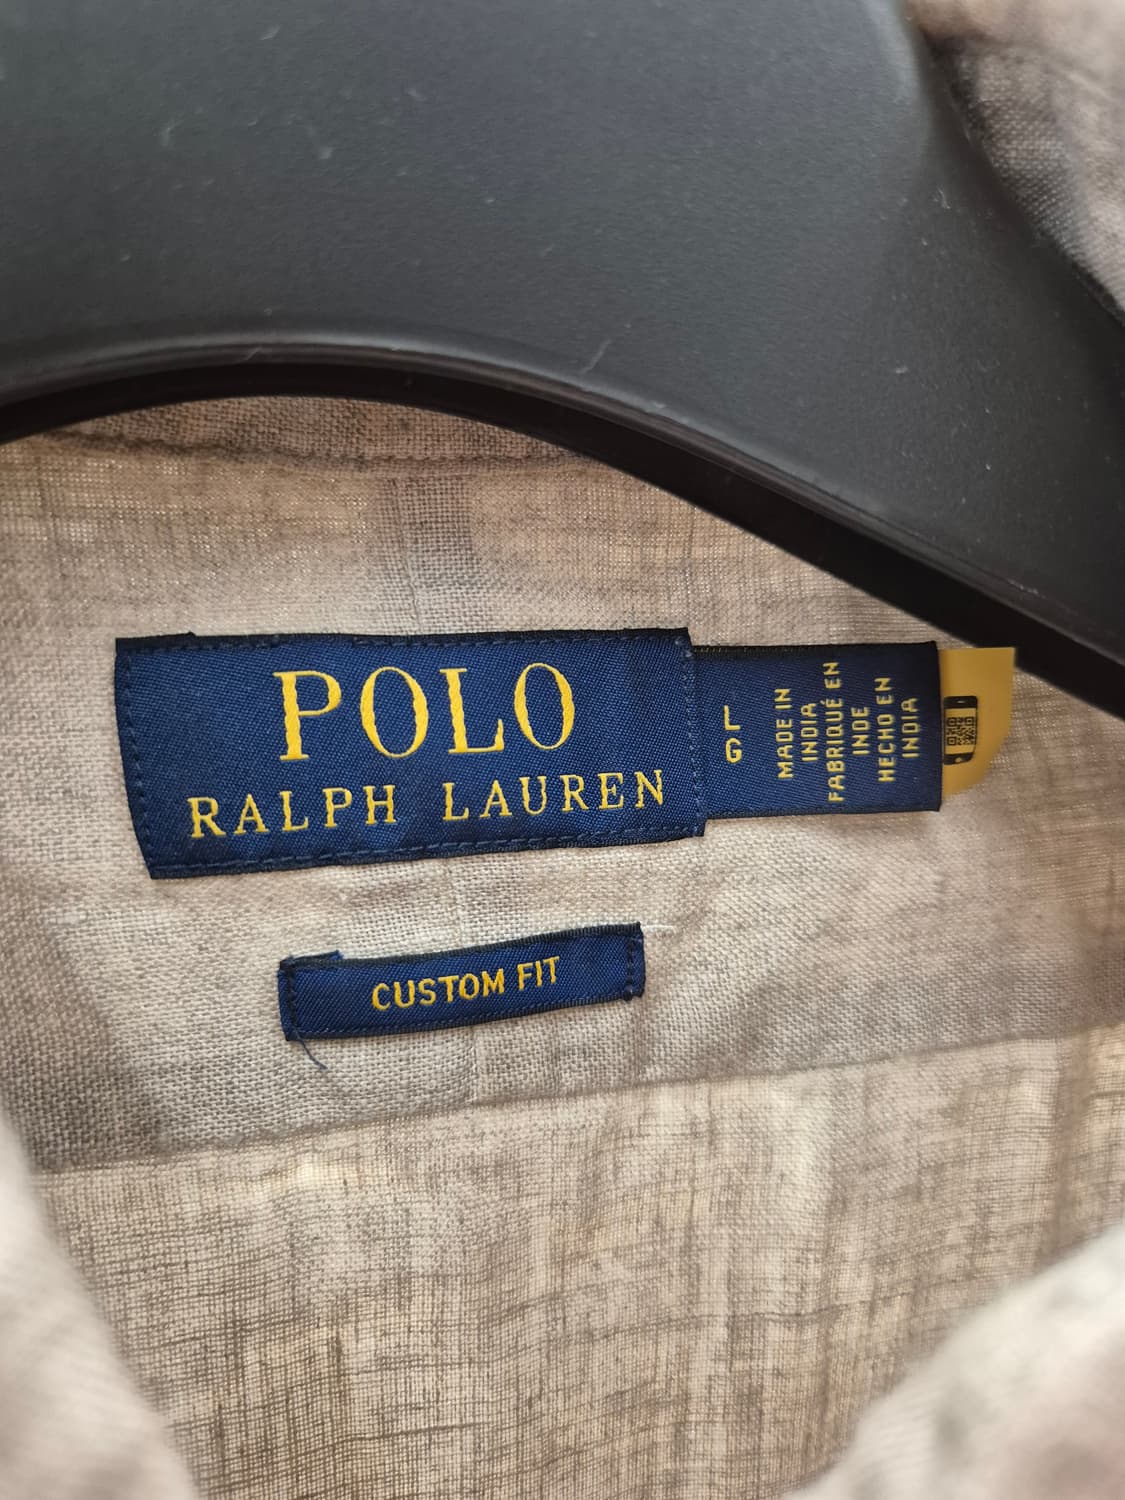 POLO
RALPH LAUREN
L
G
MADE IN
INDIA
FABRIQUÉ EN
INDE
HECHO EN
INDIA
CUSTOM FIT